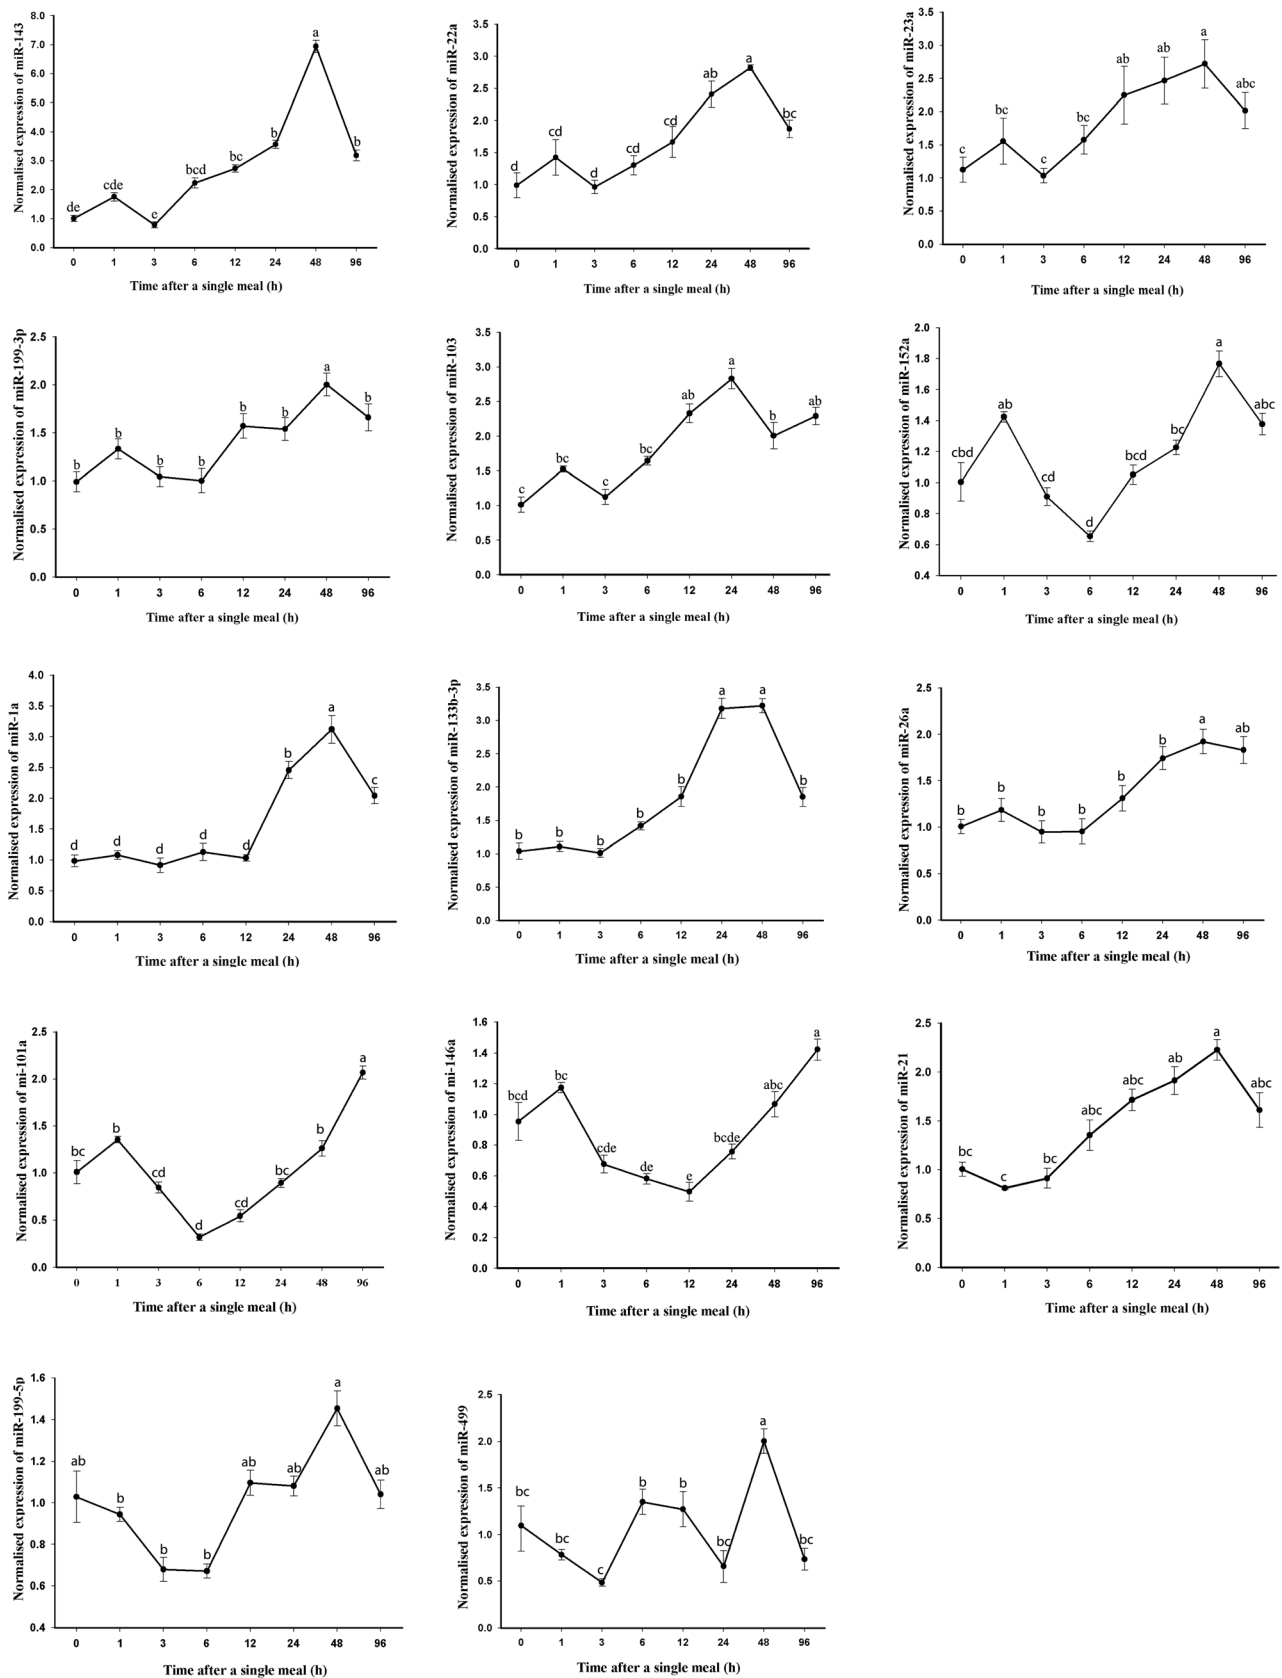 Normalised expression of miR-143
8.0
7.0
6.0
5.0
4.0
3.0
2.0
1.0
0.0
de
cde
e
bcd
bc
b
a
b
0 1 3 6 12 24 48 96
Time after a single meal (h)
Normalised expression of miR-22a
3.5
3.0
2.5
2.0
1.5
1.0
0.5
0.0
d
cd
d
cd
cd
ab
a
bc
0 1 3 6 12 24 48 96
Time after a single meal (h)
Normalised expression of miR-23a
3.5
3.0
2.5
2.0
1.5
1.0
0.5
0.0
c
bc
c
bc
ab
ab
a
abc
0 1 3 6 12 24 48 96
Time after a single meal (h)
Normalised expression of miR-199-3p
2.5
2.0
1.5
1.0
0.5
0.0
b
b
b
b
b
b
a
b
0 1 3 6 12 24 48 96
Time after a single meal (h)
Normalised expression of miR-103
3.5
3.0
2.5
2.0
1.5
1.0
0.5
0.0
c
bc
c
bc
ab
a
b
ab
0 1 3 6 12 24 48 96
Time after a single meal (h)
Normalised expression of miR-152a
2.0
1.8
1.6
1.4
1.2
1.0
0.8
0.6
0.4
cbd
ab
cd
d
bcd
bc
a
abc
0 1 3 6 12 24 48 96
Time after a single meal (h)
Normalised expression of miR-1a
4.0
3.5
3.0
2.5
2.0
1.5
1.0
0.5
0.0
d
d
d
d
d
b
a
c
0 1 3 6 12 24 48 96
Time after a single meal (h)
Normalised expression of miR-133b-3p
3.5
3.0
2.5
2.0
1.5
1.0
0.5
0.0
b
b
b
b
b
a
a
b
0 1 3 6 12 24 48 96
Time after a single meal (h)
Normalised expression of miR-26a
2.5
2.0
1.5
1.0
0.5
0.0
b
b
b
b
b
b
a
ab
0 1 3 6 12 24 48 96
Time after a single meal (h)
Normalised expression of mi-101a
2.5
2.0
1.5
1.0
0.5
0.0
bc
b
cd
d
cd
bc
b
a
0 1 3 6 12 24 48 96
Time after a single meal (h)
Normalised expression of mi-146a
1.6
1.4
1.2
1.0
0.8
0.6
0.4
0.2
0.0
bcd
bc
cde
de
e
bcde
abc
a
0 1 3 6 12 24 48 96
Time after a single meal (h)
Normalised expression of miR-21
2.5
2.0
1.5
1.0
0.5
0.0
bc
c
bc
abc
abc
ab
a
abc
0 1 3 6 12 24 48 96
Time after a single meal (h)
Normalised expression of miR-199-5p
1.6
1.4
1.2
1.0
0.8
0.6
0.4
ab
b
b
b
ab
ab
a
ab
0 1 3 6 12 24 48 96
Time after a single meal (h)
Normalised expression of miR-499
2.5
2.0
1.5
1.0
0.5
0.0
bc
bc
c
b
b
bc
a
bc
0 1 3 6 12 24 48 96
Time after a single meal (h)